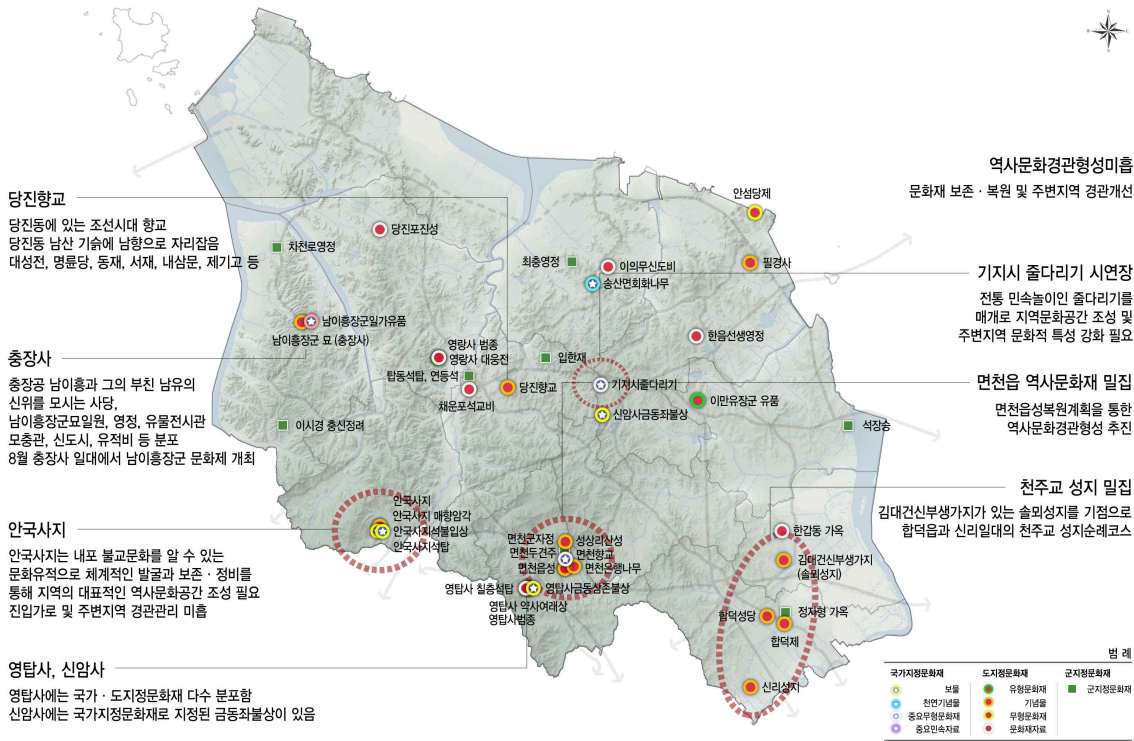 역사문화경관형성미흡
문화재 보존 · 복원 및 주변지역 경관개선
당진향교
당진동에 있는 조선시대 향교
당진동 남산 기슭에 남향으로 자리잡음
대성전, 명륜당, 동재, 서재, 내삼문, 제기고 등
충장사
충장공 남이흥과 그의 부친 남유의
신위를 모시는 사당,
남이흥장군묘일원, 영정, 유물전시관
모충관, 신도시, 유적비 등 분포
8월 충장사 일대에서 남이흥장군 문화제 개최
안국사지
안국사지는 내포 불교문화를 알 수 있는
문화유적으로 체계적인 발굴과 보존 · 정비를
통해 지역의 대표적인 역사문화공간 조성 필요
진입가로 및 주변지역 경관관리 미흡
영탑사, 신암사
영탑사에는 국가 · 도지정문화재 다수 분포함
신암사에는 국가지정문화재로 지정된 금동좌불상이 있음
안섬당제
당진포진성
차천로영정
최충영정
이의무신도비
필경사
송산면회화나무
남이흥장군일가유품
남이흥장군 묘 (충장사)
한음선생영정
영랑사 범종
영랑사 대웅전
탑동석탑, 연등석
채운포석교비
입한재
당진향교
기지시줄다리기
신암사금동좌불상
이만유장군 유품
이시경 충신정려
석장승
안국사지
안국사지 매향암각
안국사지석불입상
안국사지석탑
면천군자정
성상리산성
면천두견주
면천향교
면천읍성
면천은행나무
영탑사 칠층석탑
영탑사금동삼존불상
영탑사 약사여래상
영탑사범종
한갑동 가옥
김대건신부생가지
(솔뫼성지)
합덕성당
정자형 가옥
합덕제
신리성지
기지시 줄다리기 시연장
전통 민속놀이인 줄다리기를
매개로 지역문화공간 조성 및
주변지역 문화적 특성 강화 필요
면천읍 역사문화재 밀집
면천읍성복원계획을 통한
역사문화경관형성 추진
천주교 성지 밀집
김대건신부생가지가 있는 솔뫼성지를 기점으로
합덕읍과 신리일대의 천주교 성지순례코스
범 례
국가지정문화재
보물
천연기념물
중요무형문화재
중요민속자료
도지정문화재
유형문화재
기념물
무형문화재
문화재자료
군지정문화재
군지정문화재